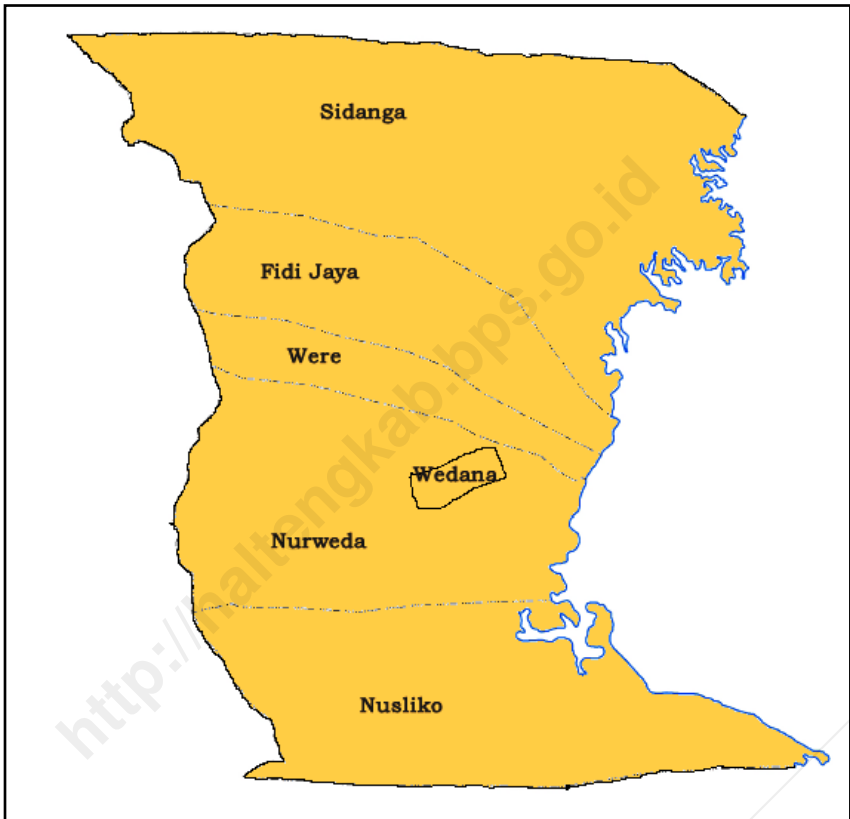 Sidanga
Fidi Jaya
Were
Wedana
Nurweda
Nusliko
http://haltengkab.bps.go.id